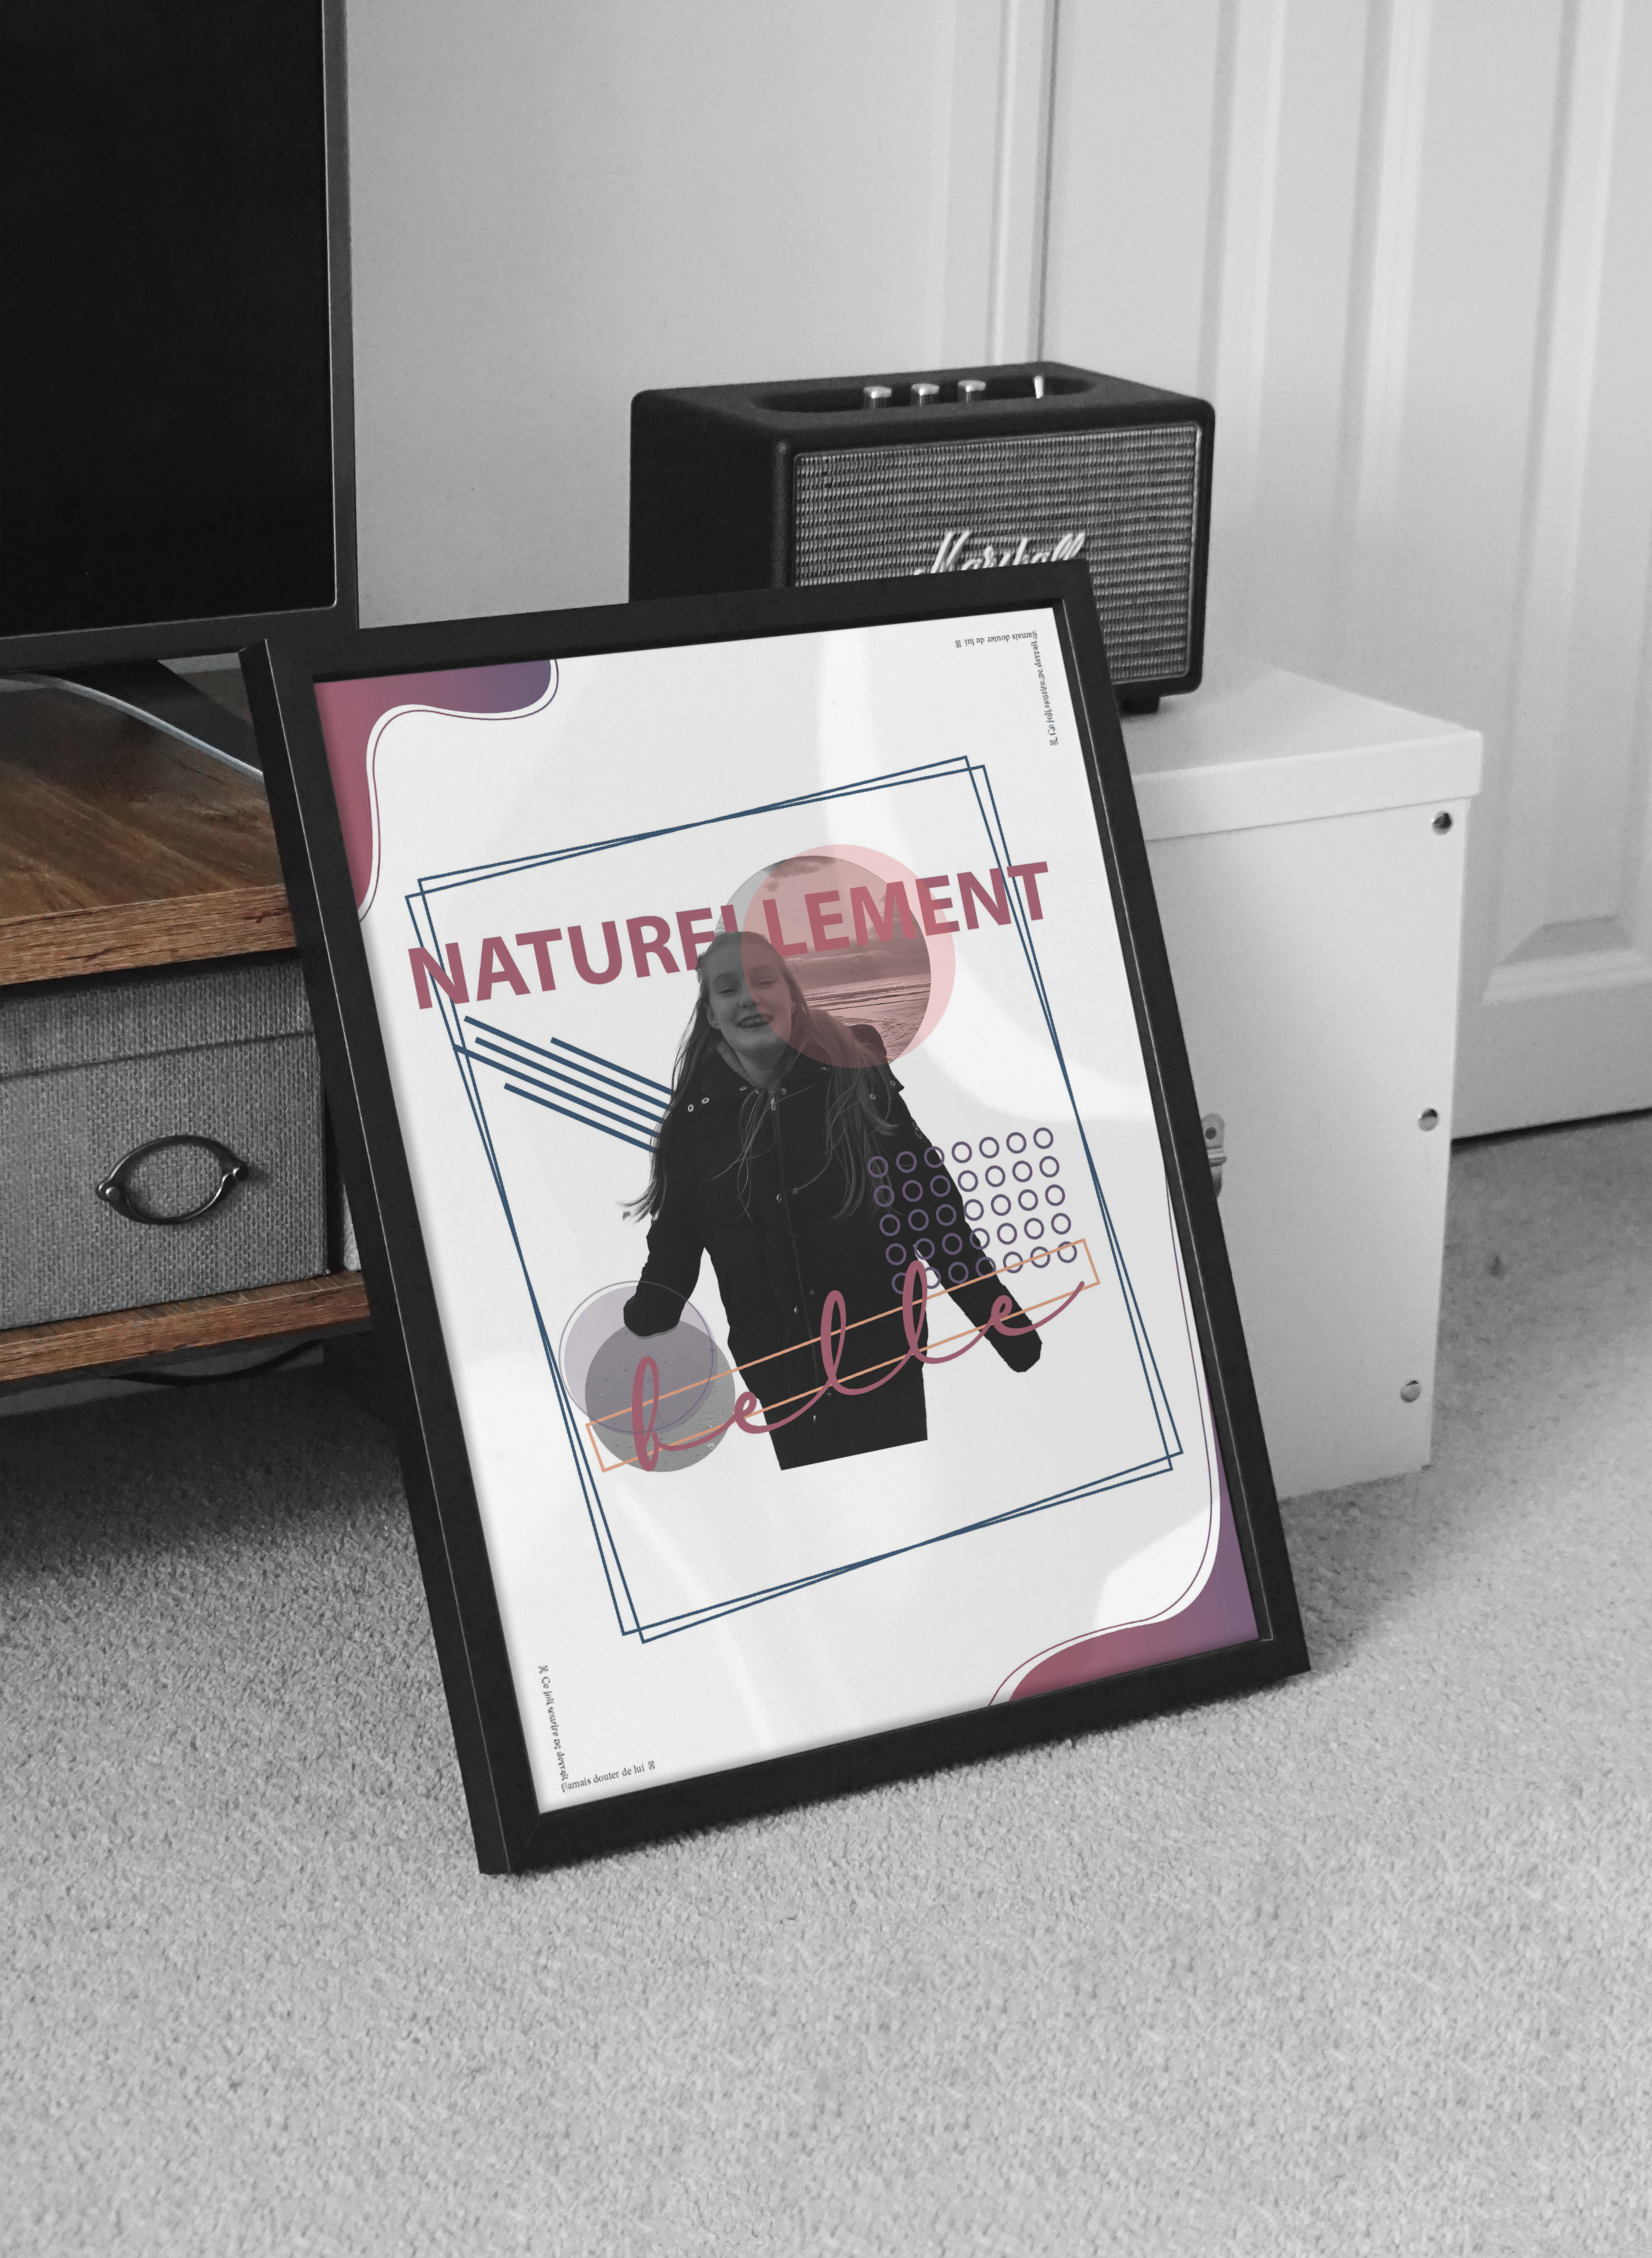 Marshall
jamais douter de lui
Ce joli sourire ne devrait
NATURELLEMENT
belle
Ce joli sourire ne devrait
jamais douter de lui